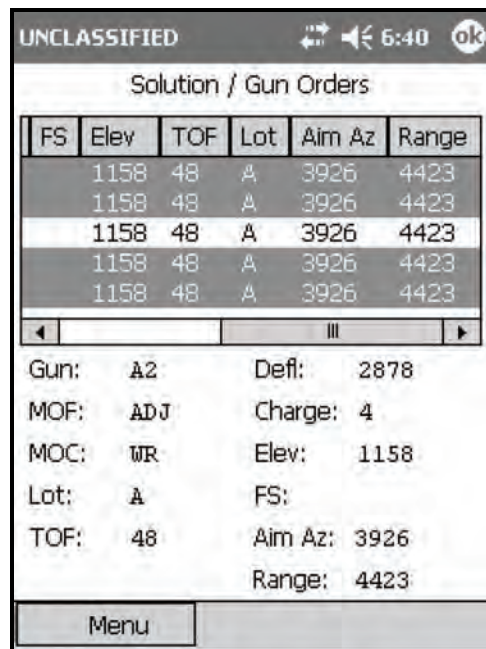 UNCLASSIFIED 6:40 ok
Solution / Gun Orders
FS Elev TOF Lot Aim Az Range
1158 48 A 3926 4423
1158 48 A 3926 4423
1158 48 A 3926 4423
1158 48 A 3926 4423
1158 48 A 3926 4423
Gun: A2 Defl: 2878
MOF: ADJ Charge: 4
MOC: WR Elev: 1158
Lot: A FS:
TOF: 48 Aim Az: 3926
Range: 4423
Menu